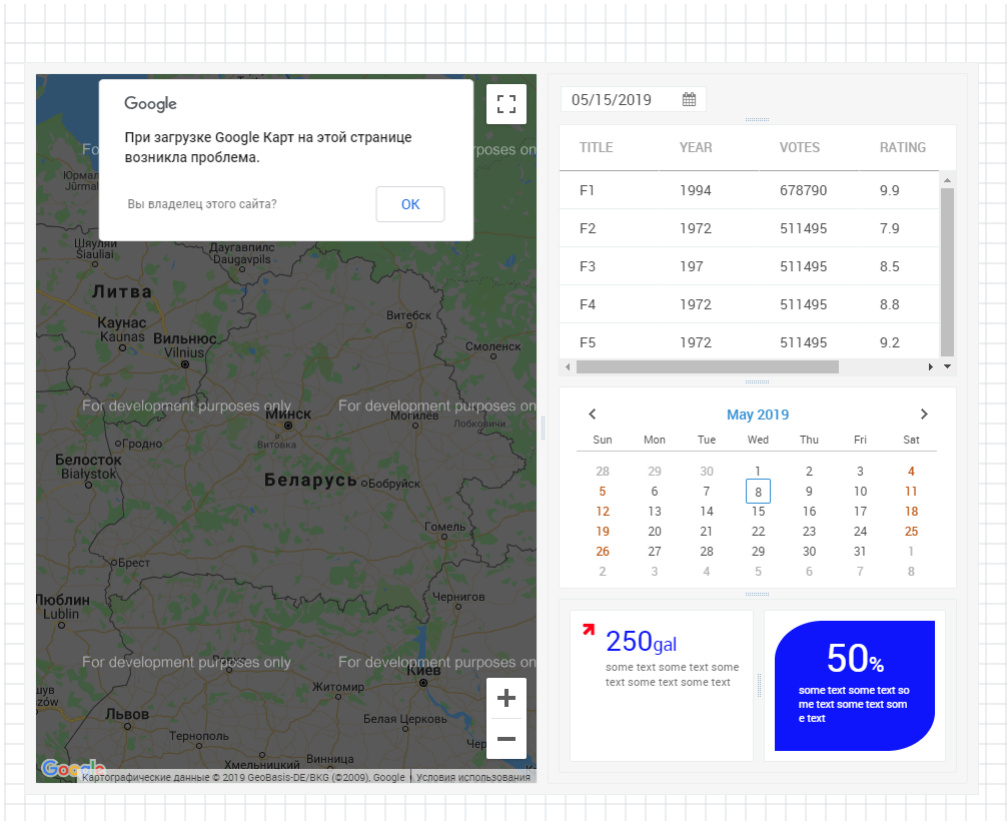 Google
При загрузке Google Карт на этой странице
возникла проблема.
Вы владелец этого сайта?
OK
Шяуляй
Šiauliai
Даугавпилс
Daugavpils
Литва
Каунас
Kaunas
Вильнюс
Vilnius
Витебск
Смоленск
For development purposes only
For development purposes on
Минск
Могилев
Лобковичи
Витовка
Гродно
Белосток
Białystok
Беларусь
Бобруйск
Гомель
Брест
Люблин
Lublin
Чернигов
For development purposes only
For development purposes on
Киев
Житомир
Львов
Белая Церковь
Тернополь
Хмельницкий
Винница
Google
Картографические данные © 2019 GeoBasis-DE/BKG (©2009), Google
Условия использования
05/15/2019
TITLE YEAR VOTES RATING
F1 1994 678790 9.9
F2 1972 511495 7.9
F3 197 511495 8.5
F4 1972 511495 8.8
F5 1972 511495 9.2
May 2019
Sun Mon Tue Wed Thu Fri Sat
28 29 30 1 2 3 4
5 6 7 8 9 10 11
12 13 14 15 16 17 18
19 20 21 22 23 24 25
26 27 28 29 30 31 1
2 3 4 5 6 7 8
250gal
some text some text some
text some text some text
50%
some text some text so
me text some text som
e text